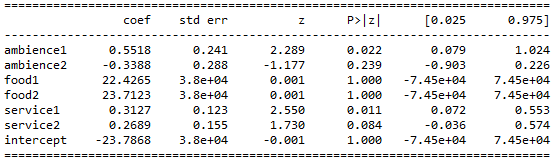 ==============================================================================
coef std err z P>|z| [0.025 0.975]
------------------------------------------------------------------------------
ambience1 0.5518 0.241 2.289 0.022 0.079 1.024
ambience2 -0.3388 0.288 -1.177 0.239 -0.903 0.226
food1 22.4265 3.8e+04 0.001 1.000 -7.45e+04 7.45e+04
food2 23.7123 3.8e+04 0.001 1.000 -7.45e+04 7.45e+04
service1 0.3127 0.123 2.550 0.011 0.072 0.553
service2 0.2689 0.155 1.730 0.084 -0.036 0.574
intercept -23.7868 3.8e+04 -0.001 1.000 -7.45e+04 7.45e+04
==============================================================================